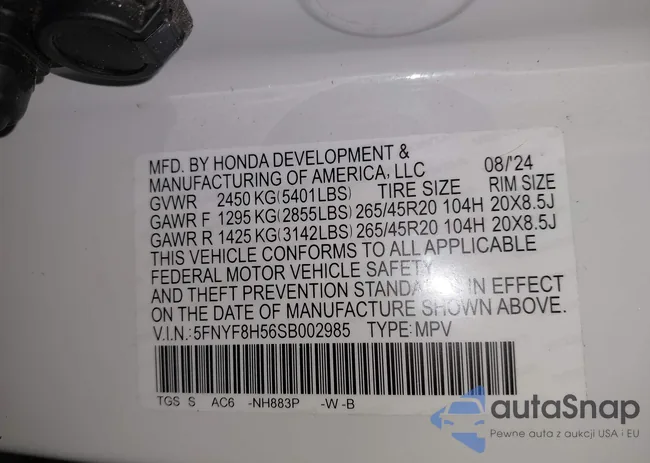 MFD. BY HONDA DEVELOPMENT &
MANUFACTURING OF AMERICA, LLC 08/'24
GVWR 2450 KG(5401LBS) TIRE SIZE RIM SIZE
GAWR F 1295 KG(2855LBS) 265/45R20 104H 20X8.5J
GAWR R 1425 KG(3142LBS) 265/45R20 104H 20X8.5J
THIS VEHICLE CONFORMS TO ALL APPLICABLE
FEDERAL MOTOR VEHICLE SAFETY
AND THEFT PREVENTION STANDARDS IN EFFECT
ON THE DATE OF MANUFACTURE SHOWN ABOVE.
V.I.N.:5FNYF8H56SB002985 TYPE:MPV
TGS S AC6 -NH883P -W -B
autaSnap
Pewne auta z aukcji USA i EU